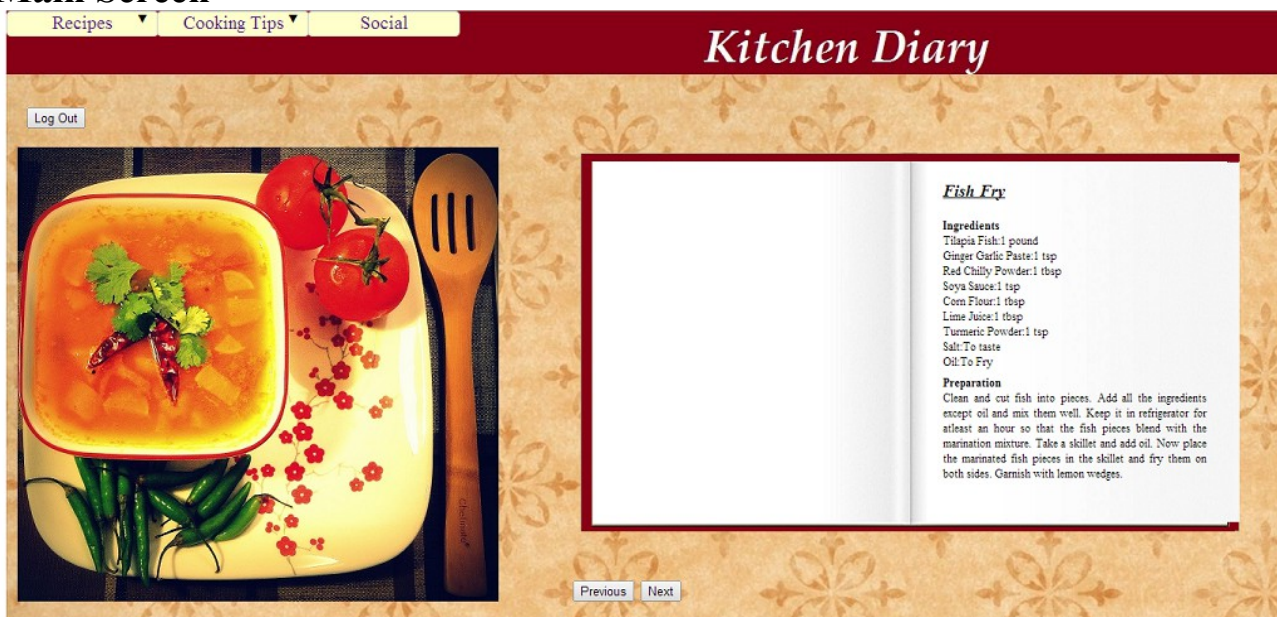 Main Screen
Recipes ▼ Cooking Tips ▼ Social
Kitchen Diary
Log Out
Fish Fry
Ingredients
Tilapia Fish:1 pound
Ginger Garlic Paste:1 tsp
Red Chilly Powder:1 tbsp
Soya Sauce:1 tsp
Corn Flour:1 tbsp
Lime Juice:1 tbsp
Turmeric Powder:1 tsp
Salt:To taste
Oil:To Fry
Preparation
Clean and cut fish into pieces. Add all the ingredients
except oil and mix them well. Keep it in refrigerator for
atleast an hour so that the fish pieces blend with the
marination mixture. Take a skillet and add oil. Now place
the marinated fish pieces in the skillet and fry them on
both sides. Garnish with lemon wedges.
Previous Next